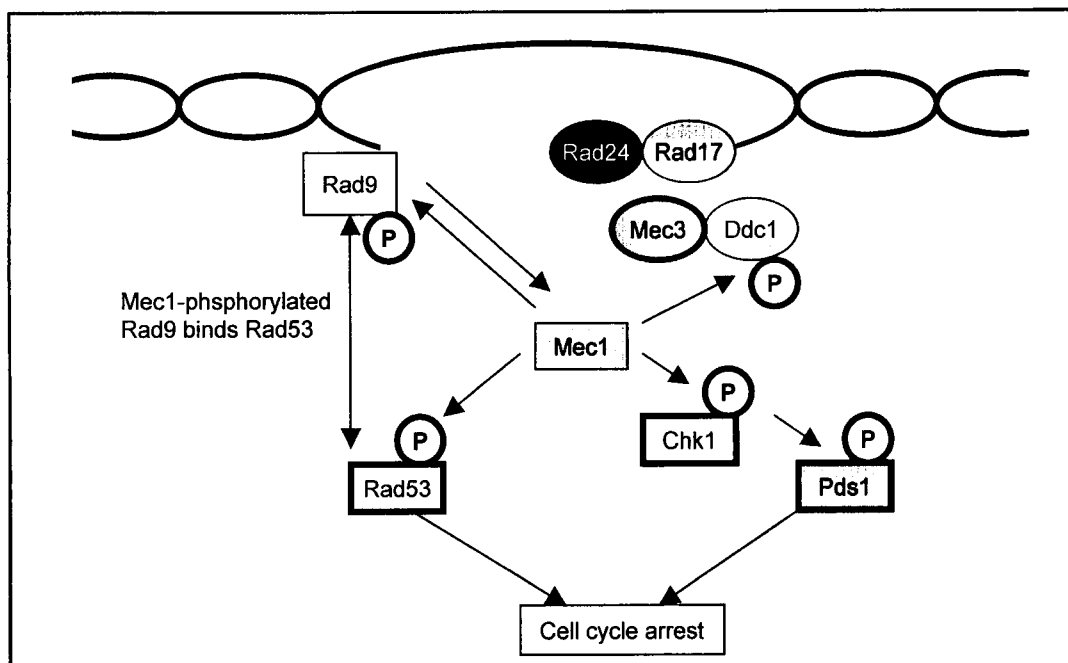 Rad24 Rad17
Rad9
P
Mec3 Ddc1
P
Mec1-phsphorylated
Rad9 binds Rad53
Mec1
P
Chk1
P
Rad53
P
Pds1
Cell cycle arrest